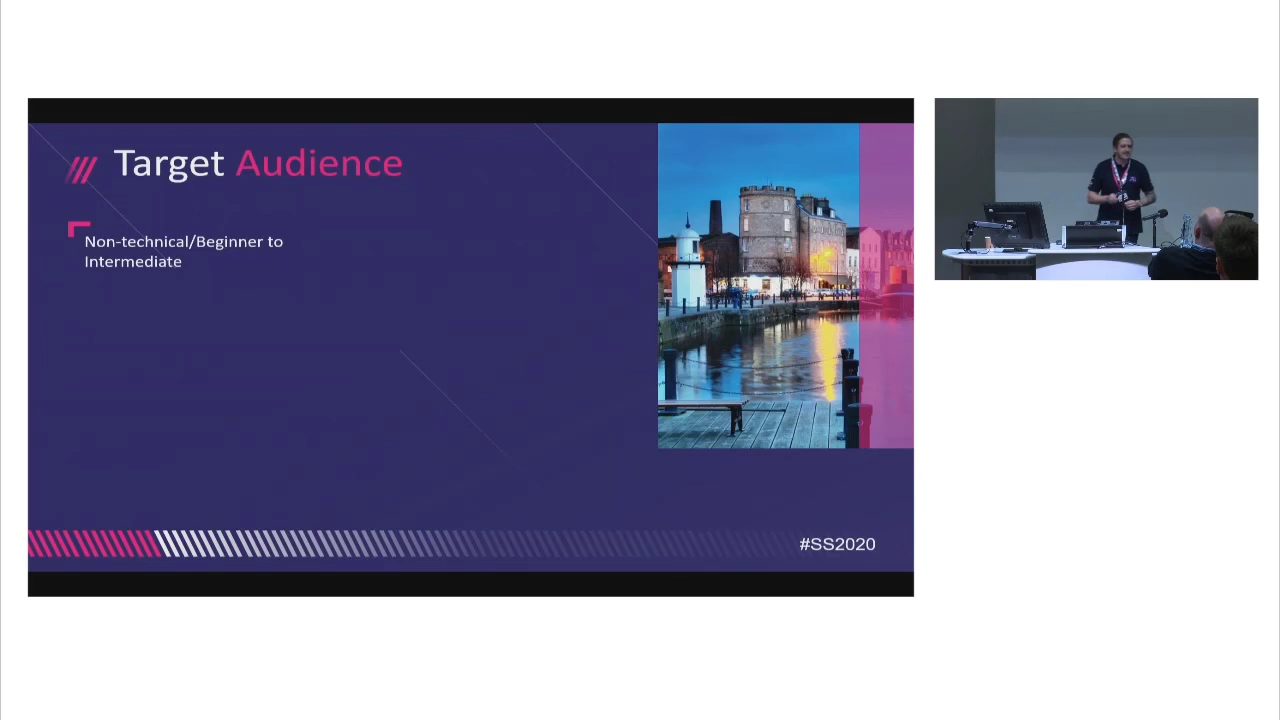 Target Audience
Non-technical/Beginner to
Intermediate
#SS2020